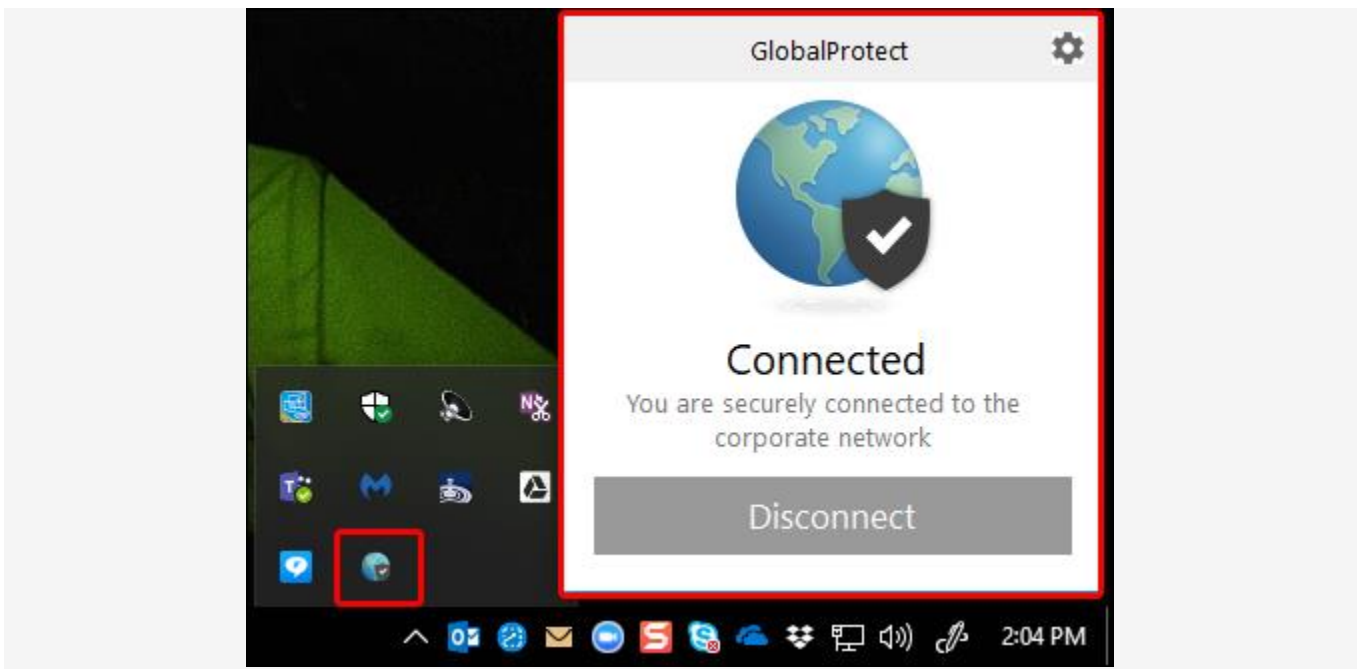 GlobalProtect
Connected
You are securely connected to the
corporate network
Disconnect
2:04 PM